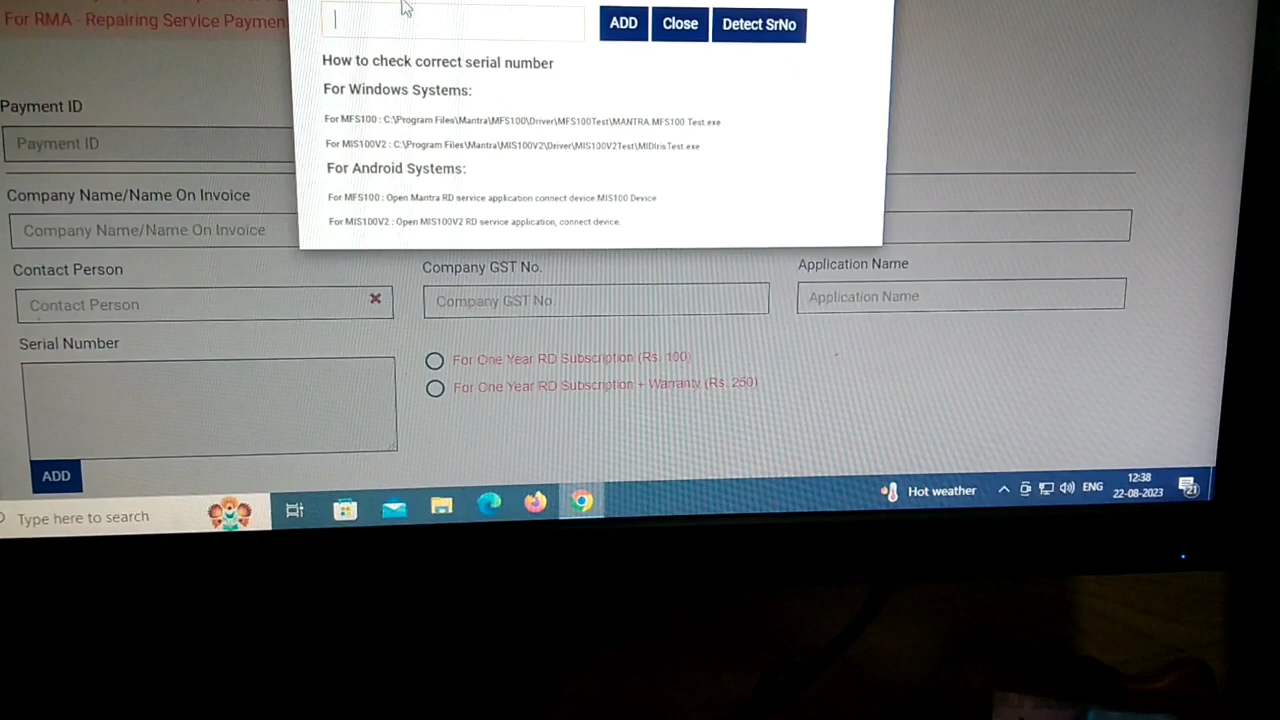 For RMA - Repairing Service Paymen
ADD
Close
Detect SrNo
How to check correct serial number
For Windows Systems:
For MFS100 : C:\Program Files\Mantra\MFS100\Driver\MFS100Test\MANTRA.MFS100.Test.exe
For MIS100V2 : C:\Program Files\Mantra\MIS100V2\Driver\MIS100V2Test\MIDIrisTest.exe
For Android Systems:
For MFS100 : Open Mantra RD service application connect device MIS100 Device
For MIS100V2 : Open MIS100V2 RD service application, connect device.
Payment ID
Payment ID
Company Name/Name On Invoice
Company Name/Name On Invoice
Contact Person
Company GST No.
Application Name
Contact Person
Company GST No.
Application Name
Serial Number
For One Year RD Subscription (Rs. 100)
For One Year RD Subscription + Warranty (Rs. 250)
ADD
Type here to search
Hot weather
ENG
12:38
22-08-2023
21